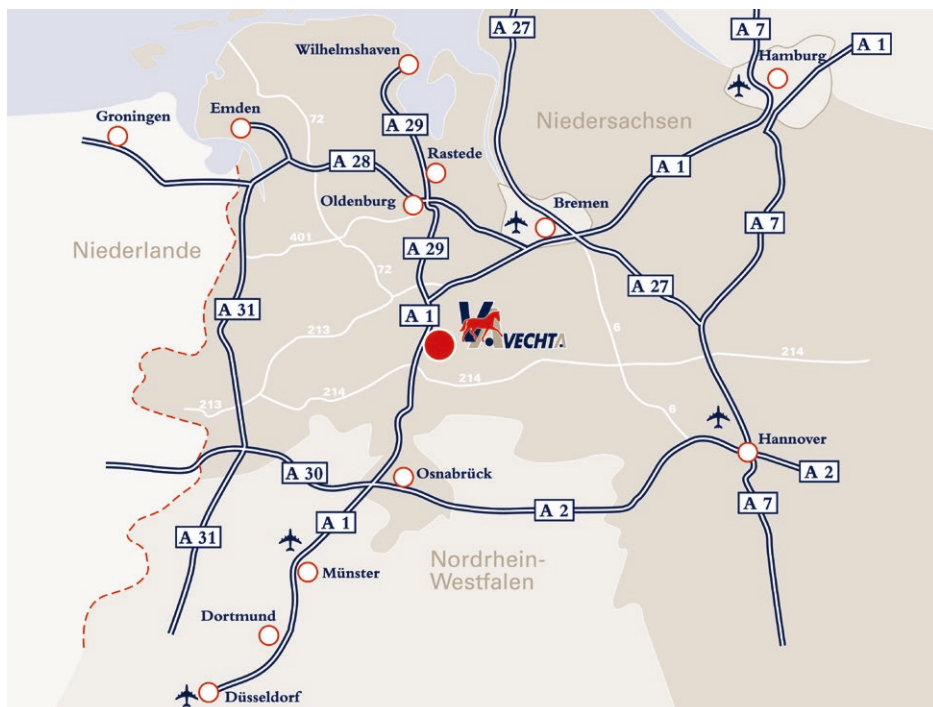 A 27
A 7
A 1
Hamburg
Wilhelmshaven
Emden
Groningen
72
A 29
Niedersachsen
A 28
Rastede
A 1
Oldenburg
Bremen
401
A 29
A 7
Niederlande
72
A 27
A 31
A 1
VA VECHTA
213
6
214
214
214
213
6
Hannover
A 30
Osnabrück
A 2
A 2
A 7
A 1
A 31
Nordrhein-
Westfalen
Münster
Dortmund
Düsseldorf